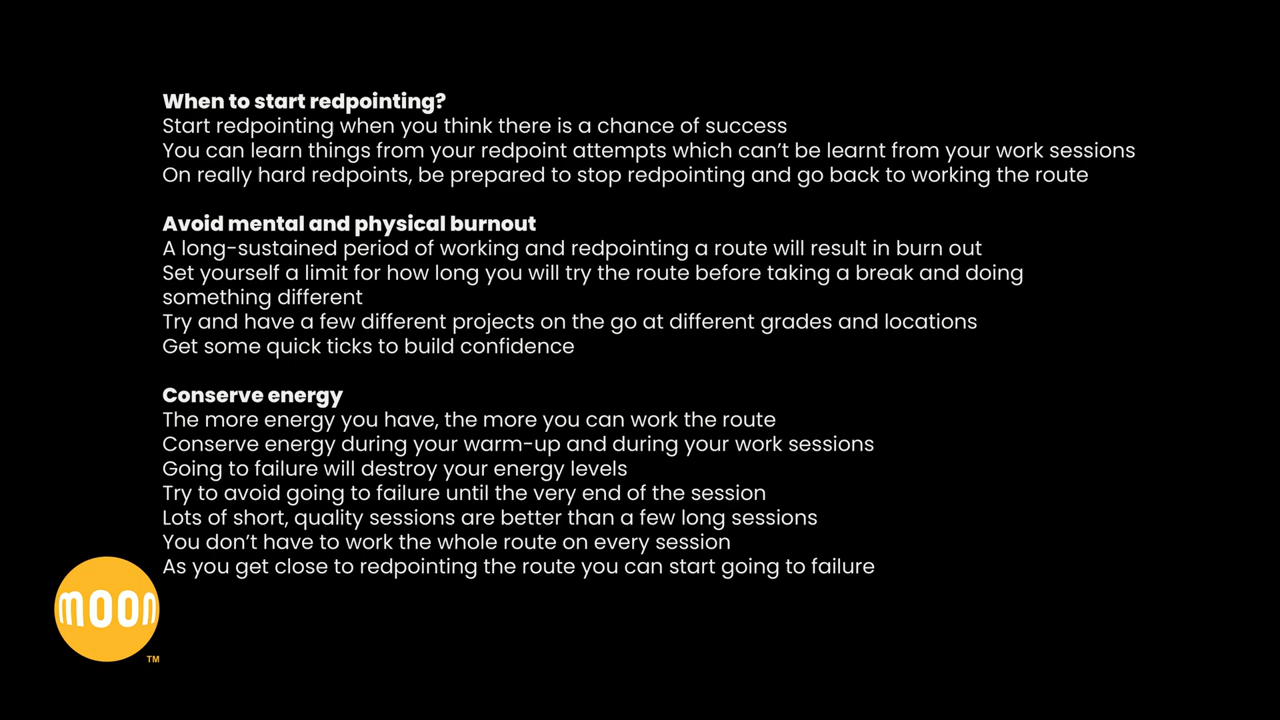 When to start redpointing?
Start redpointing when you think there is a chance of success
You can learn things from your redpoint attempts which can't be learnt from your work sessions
On really hard redpoints, be prepared to stop redpointing and go back to working the route
Avoid mental and physical burnout
A long-sustained period of working and redpointing a route will result in burn out
Set yourself a limit for how long you will try the route before taking a break and doing
something different
Try and have a few different projects on the go at different grades and locations
Get some quick ticks to build confidence
Conserve energy
The more energy you have, the more you can work the route
Conserve energy during your warm-up and during your work sessions
Going to failure will destroy your energy levels
Try to avoid going to failure until the very end of the session
Lots of short, quality sessions are better than a few long sessions
You don't have to work the whole route on every session
As you get close to redpointing the route you can start going to failure
moon
TM